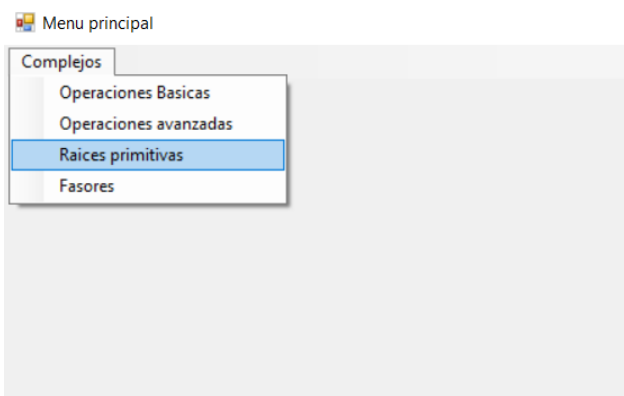 Menu principal
Complejos
Operaciones Basicas
Operaciones avanzadas
Raices primitivas
Fasores